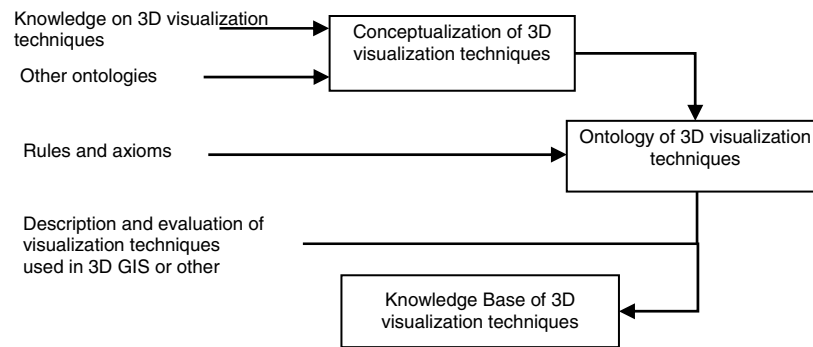 Knowledge on 3D visualization
techniques
Conceptualization of 3D
visualization techniques
Other ontologies
Ontology of 3D visualization
techniques
Rules and axioms
Description and evaluation of
visualization techniques
used in 3D GIS or other
Knowledge Base of 3D
visualization techniques